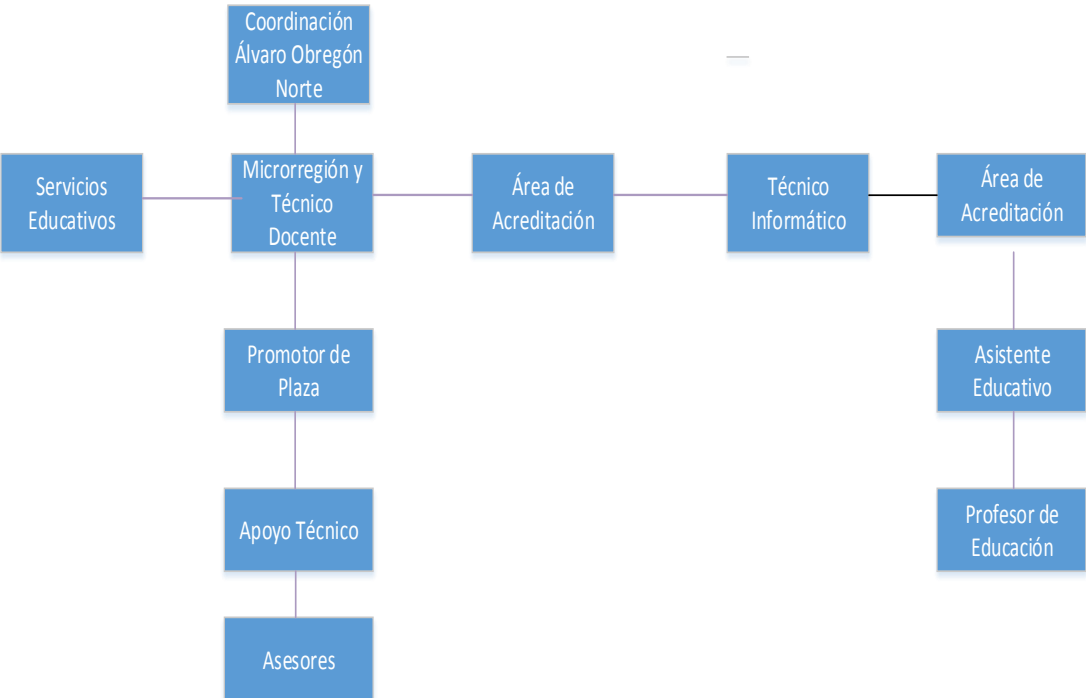 Coordinación
Álvaro Obregón
Norte
Servicios
Educativos
Microrregión y
Técnico
Docente
Área de
Acreditación
Técnico
Informático
Área de
Acreditación
Promotor de
Plaza
Asistente
Educativo
Apoyo Técnico
Profesor de
Educación
Asesores